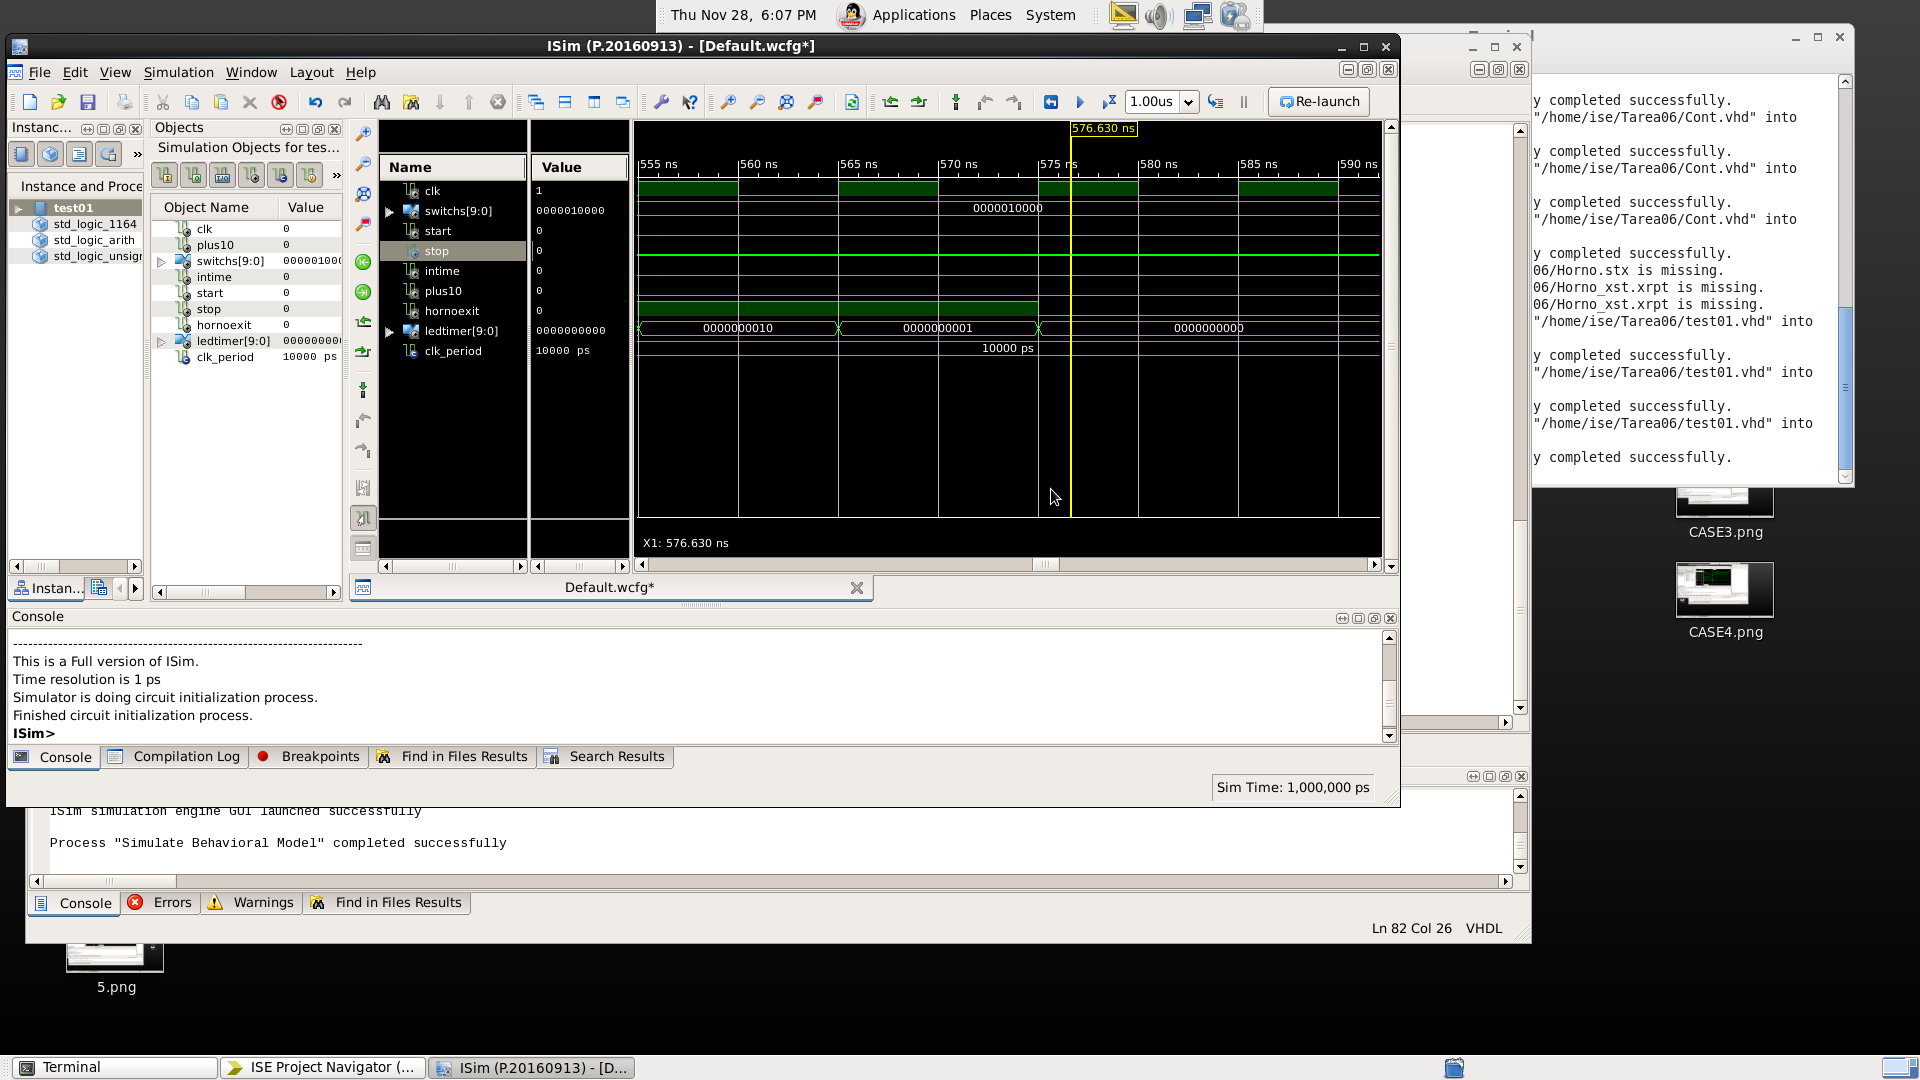 Thu Nov 28, 6:07 PM
Applications Places System
ISim (P.20160913) - [Default.wcfg*]
File Edit View Simulation Window Layout Help
1.00us
Re-launch
Instanc...
Instance and Proce
test01
std_logic_1164
std_logic_arith
std_logic_unsig
Instan...
Objects
Simulation Objects for tes...
Object Name Value
clk 0
plus10 0
switchs[9:0] 00001000
intime 0
start 0
stop 0
hornoexit 0
ledtimer[9:0] 00000000
clk_period 10000 ps
Name Value
clk 1
switchs[9:0] 0000010000
start 0
stop 0
intime 0
plus10 0
hornoexit 0
ledtimer[9:0] 0000000000
clk_period 10000 ps
576.630 ns
555 ns 560 ns 565 ns 570 ns 575 ns 580 ns 585 ns 590 ns
0000010000
0000000010 0000000001 0000000000
10000 ps
X1: 576.630 ns
Default.wcfg*
Console
This is a Full version of ISim.
Time resolution is 1 ps
Simulator is doing circuit initialization process.
Finished circuit initialization process.
ISim>
Console Compilation Log Breakpoints Find in Files Results Search Results
Sim Time: 1,000,000 ps
ISim simulation engine GUI launched successfully
Process "Simulate Behavioral Model" completed successfully
Console Errors Warnings Find in Files Results
Ln 82 Col 26 VHDL
y completed successfully.
"/home/ise/Tarea06/Cont.vhd" into
y completed successfully.
"/home/ise/Tarea06/Cont.vhd" into
y completed successfully.
"/home/ise/Tarea06/Cont.vhd" into
y completed successfully.
06/Horno.stx is missing.
06/Horno_xst.xrpt is missing.
06/Horno_xst.xrpt is missing.
"/home/ise/Tarea06/test01.vhd" into
y completed successfully.
"/home/ise/Tarea06/test01.vhd" into
y completed successfully.
"/home/ise/Tarea06/test01.vhd" into
y completed successfully.
CASE3.png
CASE4.png
5.png
Terminal
ISE Project Navigator (...
ISim (P.20160913) - [D...